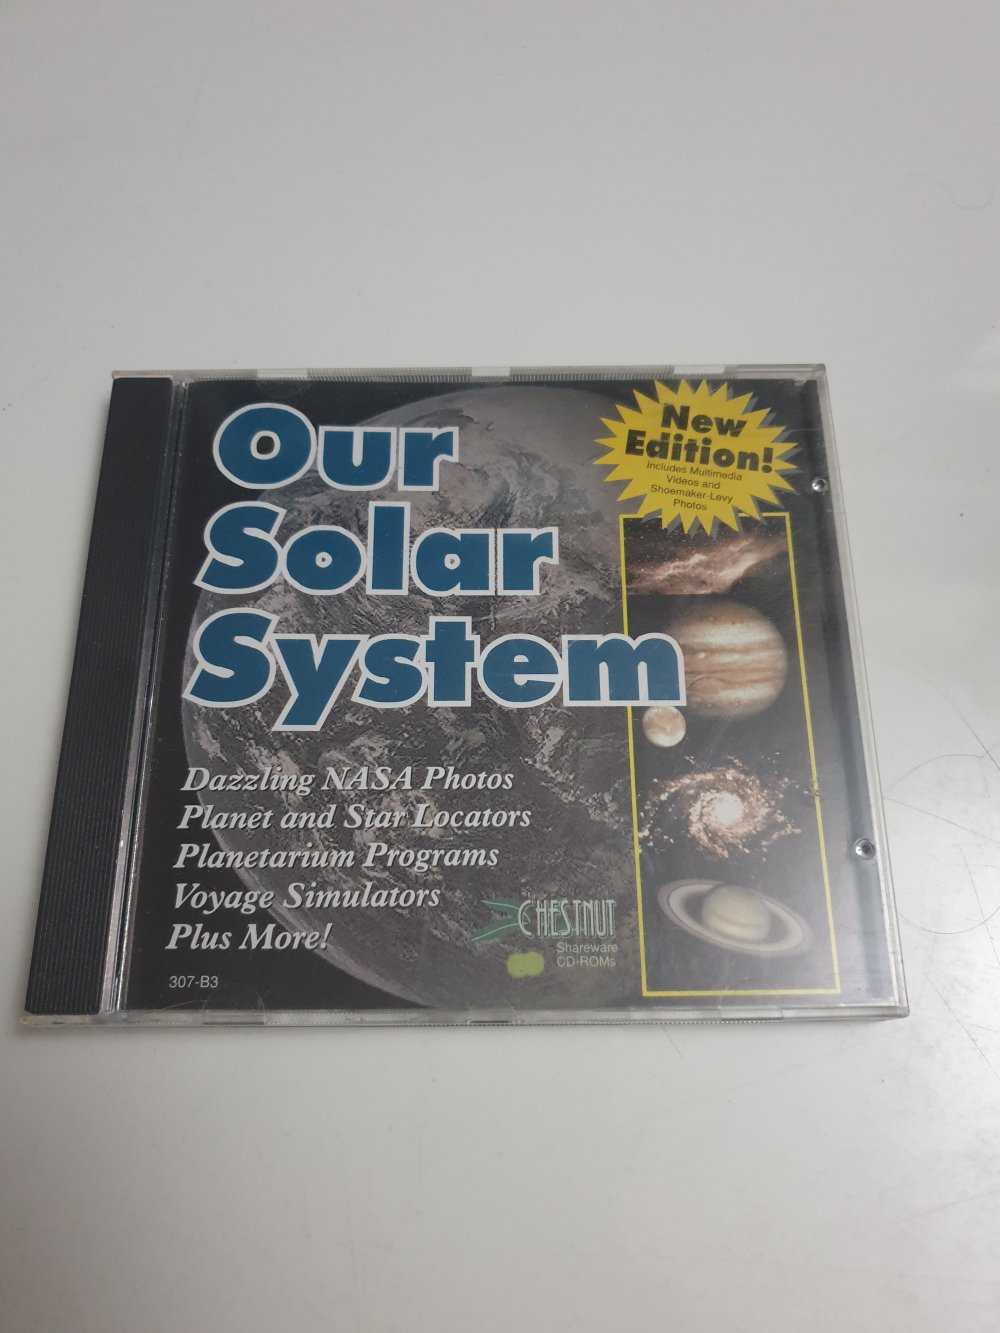 Our
Solar
System
New
Edition!
Includes Multimedia
Videos and
Shoemaker-Levy
Photos
Dazzling NASA Photos
Planet and Star Locators
Planetarium Programs
Voyage Simulators
Plus More!
CHESTNUT
Shareware
CD-ROMs
307-B3